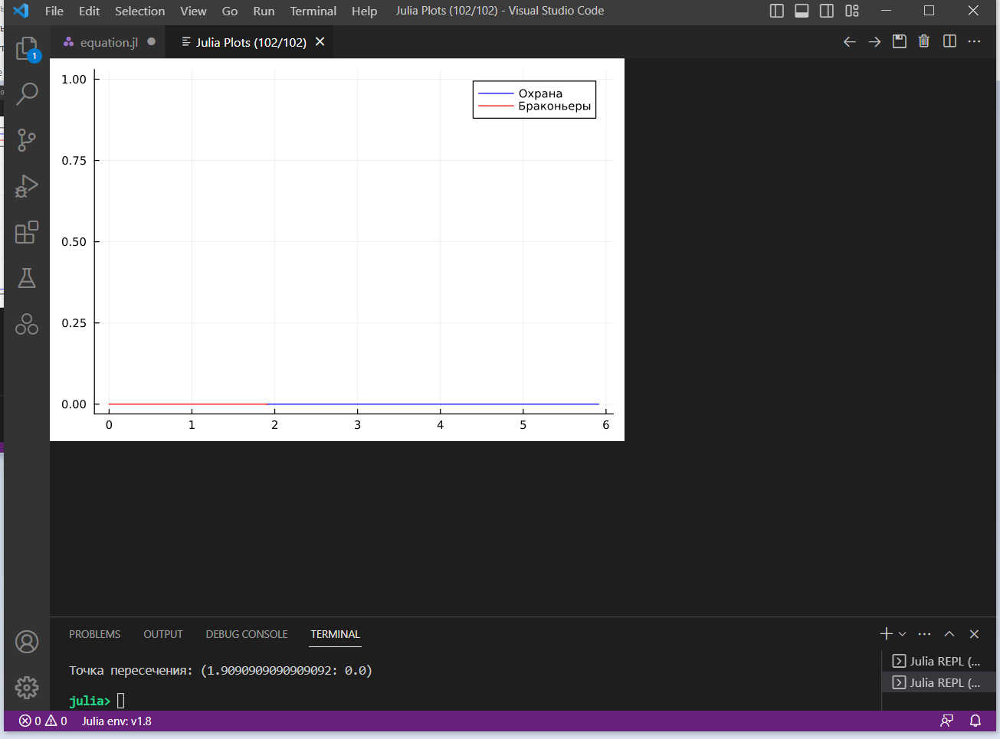 File Edit Selection View Go Run Terminal Help Julia Plots (102/102) - Visual Studio Code
equation.jl Julia Plots (102/102)
1
1.00
Охрана
Браконьеры
0.75
0.50
0.25
0.00
0 1 2 3 4 5 6
PROBLEMS OUTPUT DEBUG CONSOLE TERMINAL
Точка пересечения: (1.9090909090909092: 0.0)
Julia REPL (...
Julia REPL (...
julia>
0 0 Julia env: v1.8